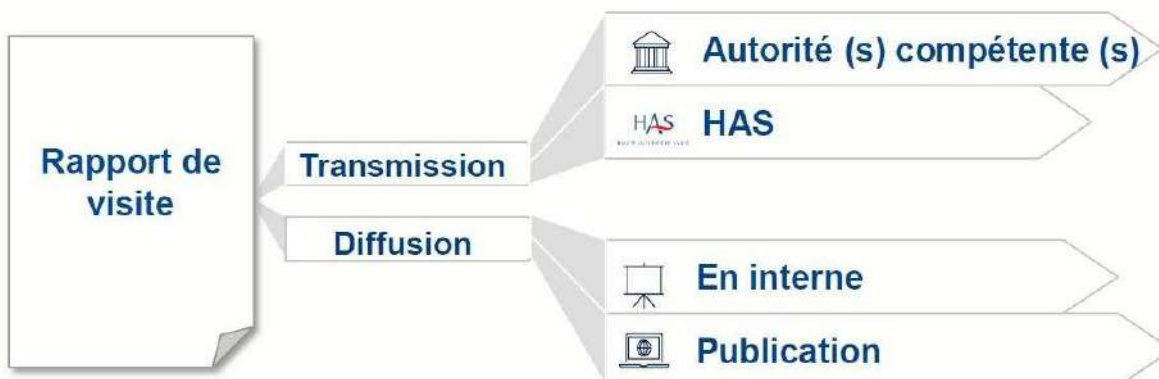 Rapport de
visite
Transmission
Diffusion
Autorité (s) compétente (s)
HAS
HAS
En interne
Publication